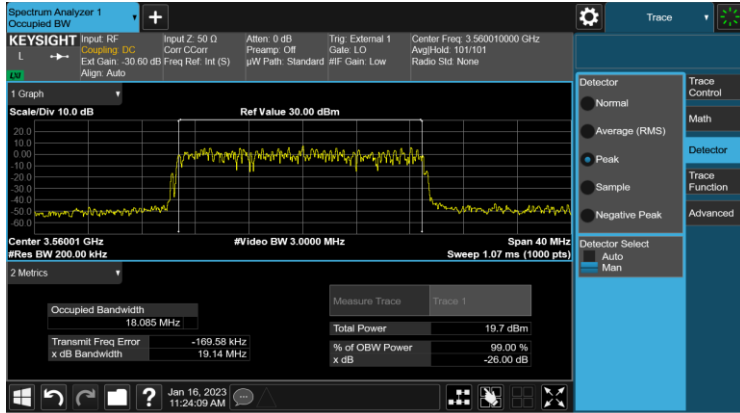 Spectrum Analyzer 1
Occupied BW
Trace
KEYSIGHT
L
LXI
Input: RF
Coupling: DC
Ext Gain: -30.60 dB
Align: Auto
Input Z: 50 Ω
Corr CCorr
Freq Ref: Int (S)
Atten: 0 dB
Preamp: Off
µW Path: Standard
Trig: External 1
Gate: LO
#IF Gain: Low
Center Freq: 3.560010000 GHz
Avg|Hold: 101/101
Radio Std: None
1 Graph
Scale/Div 10.0 dB
Ref Value 30.00 dBm
20.0
10.0
0.00
-10.0
-20.0
-30.0
-40.0
-50.0
-60.0
Center 3.56001 GHz
#Video BW 3.0000 MHz
Span 40 MHz
#Res BW 200.00 kHz
Sweep 1.07 ms (1000 pts)
2 Metrics
Occupied Bandwidth
18.085 MHz
Transmit Freq Error -169.58 kHz
x dB Bandwidth 19.14 MHz
Measure Trace Trace 1
Total Power 19.7 dBm
% of OBW Power 99.00 %
x dB -26.00 dB
Detector
Normal
Average (RMS)
Peak
Sample
Negative Peak
Detector Select
Auto
Man
Trace
Control
Math
Detector
Trace
Function
Advanced
?
Jan 16, 2023
11:24:09 AM